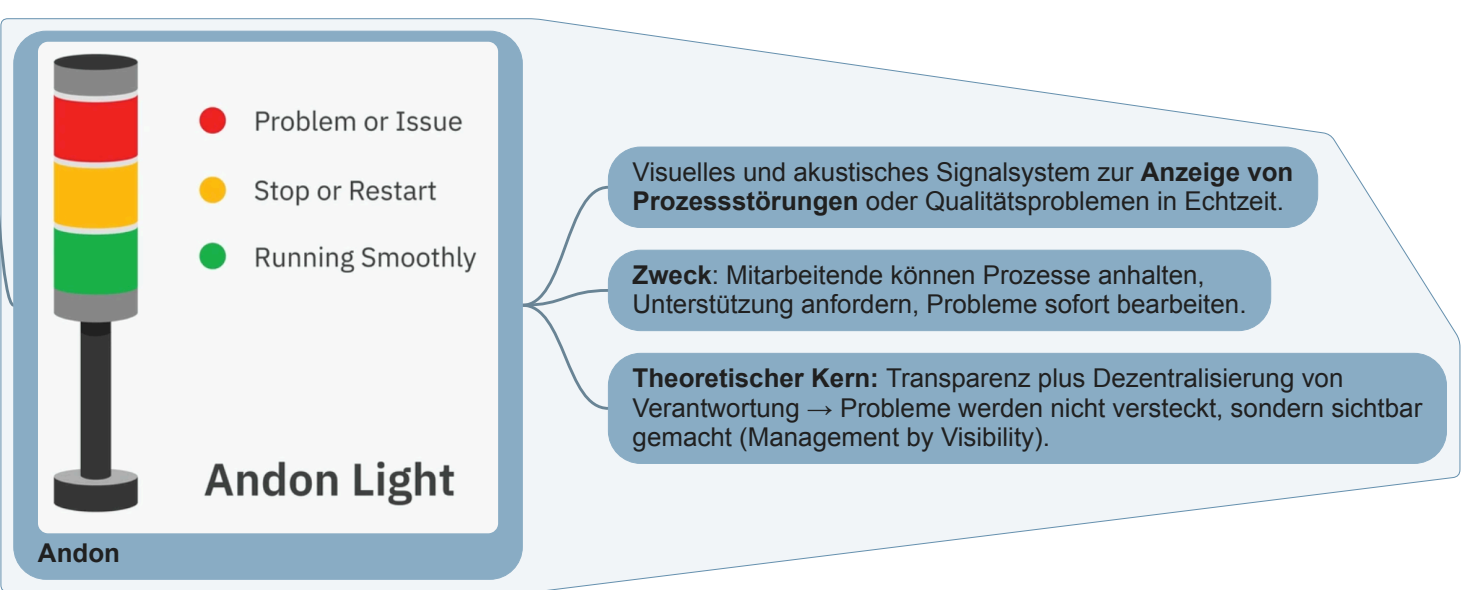 Problem or Issue
Stop or Restart
Running Smoothly
Andon Light
Andon
Visuelles und akustisches Signalsystem zur Anzeige von
Prozessstörungen oder Qualitätsproblemen in Echtzeit.
Zweck: Mitarbeitende können Prozesse anhalten,
Unterstützung anfordern, Probleme sofort bearbeiten.
Theoretischer Kern: Transparenz plus Dezentralisierung von
Verantwortung → Probleme werden nicht versteckt, sondern sichtbar
gemacht (Management by Visibility).